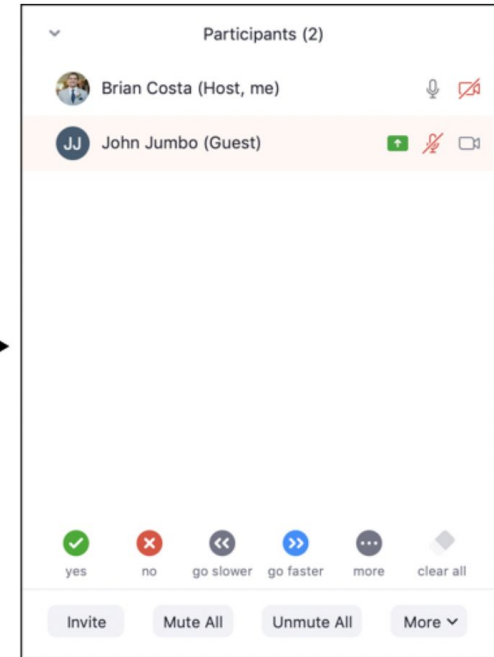 Participants (2)
Brian Costa (Host, me)
JJ John Jumbo (Guest)
yes no go slower go faster more clear all
Invite Mute All Unmute All More